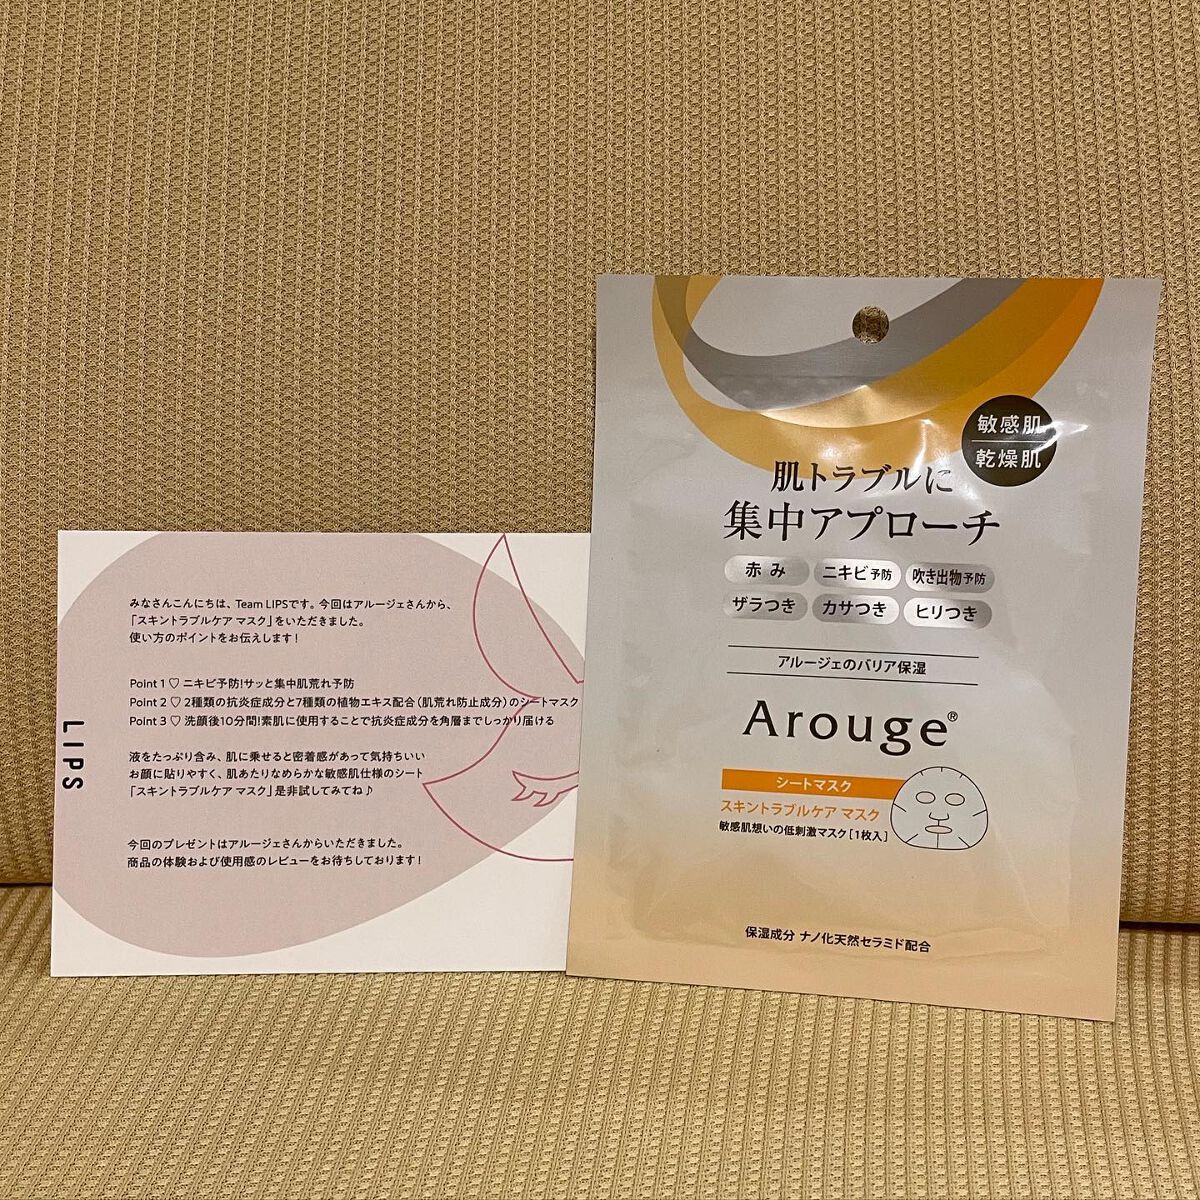 LIPS
みなさんこんにちは、Team LIPSです。今回はアルージェさんから、
「スキントラブルケア マスク」をいただきました。
使い方のポイントをお伝えします!
Point 1 ♡ ニキビ予防!サッと集中肌荒れ予防
Point 2 ♡ 2種類の抗炎症成分と7種類の植物エキス配合(肌荒れ防止成分)のシートマスク
Point 3 ♡ 洗顔後10分間!素肌に使用することで抗炎症成分を角層までしっかり届ける
液をたっぷり含み、肌に乗せると密着感があって気持ちいい
お顔に貼りやすく、肌あたりなめらかな敏感肌仕様のシート
「スキントラブルケア マスク」是非試してみてね♪
今回のプレゼントはアルージェさんからいただきました。
商品の体験および使用感のレビューをお待ちしております!
敏感肌
乾燥肌
肌トラブルに
集中アプローチ
赤み ニキビ予防 吹き出物予防
ザラつき カサつき ヒリつき
アルージェのバリア保湿
Arouge®
シートマスク
スキントラブルケア マスク
敏感肌想いの低刺激マスク[1枚入]
保湿成分 ナノ化天然セラミド配合